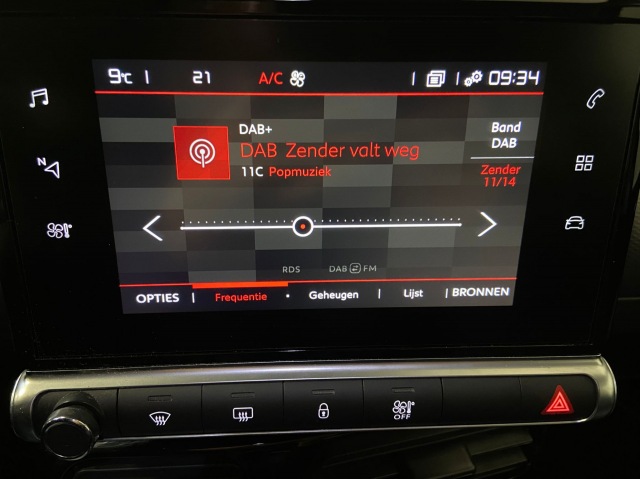 9°C | 21 A/C | | 09:34
DAB+
DAB Zender valt weg
11C Popmuziek
Band
DAB
Zender
11/14
N
RDS DAB FM
OPTIES | Frequentie • Geheugen | Lijst | BRONNEN
OFF